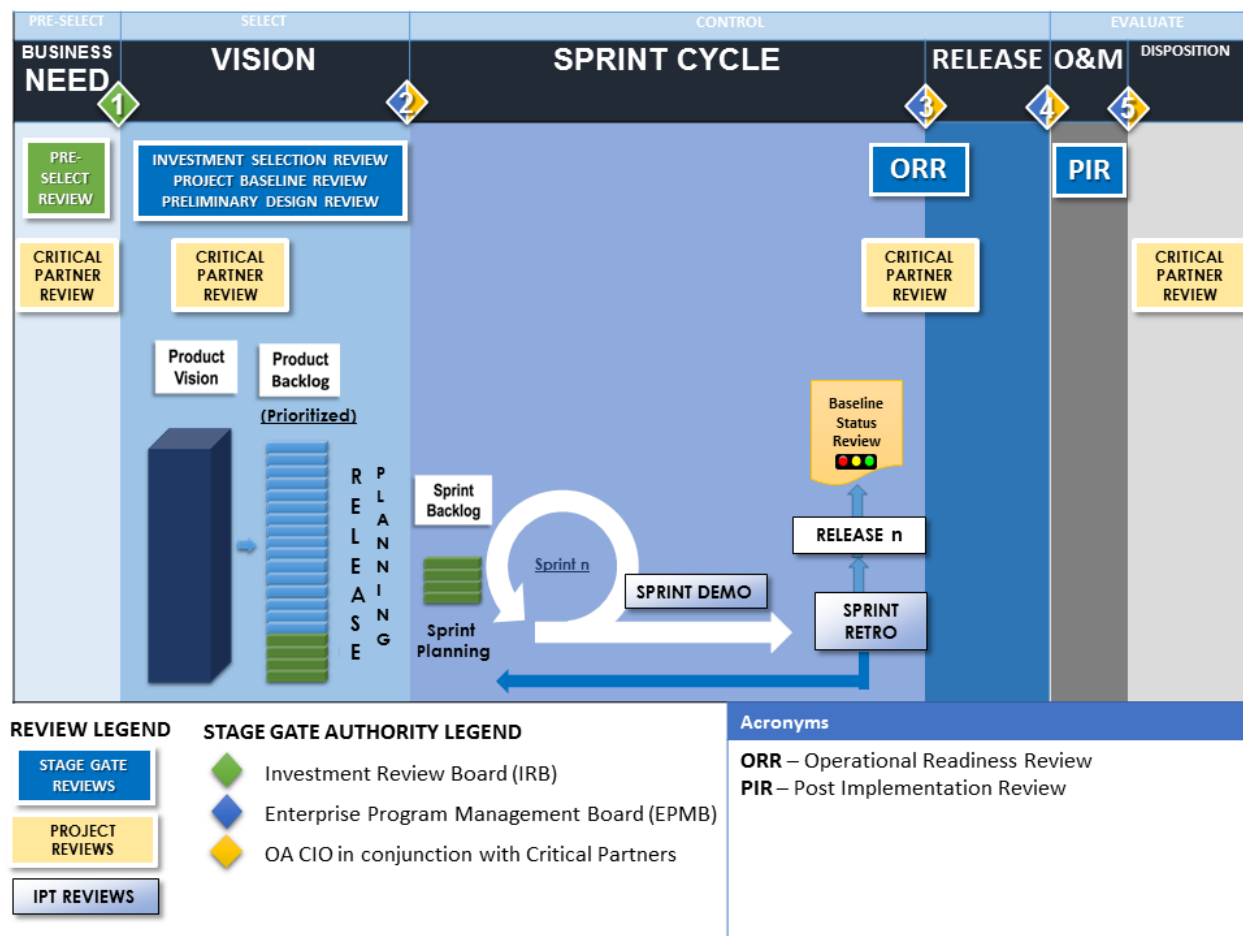 PRE-SELECT
SELECT
CONTROL
EVALUATE
BUSINESS
NEED
VISION
SPRINT CYCLE
RELEASE
O&M
DISPOSITION
1
2
3
4
5
PRE-
SELECT
REVIEW
INVESTMENT SELECTION REVIEW
PROJECT BASELINE REVIEW
PRELIMINARY DESIGN REVIEW
ORR
PIR
CRITICAL
PARTNER
REVIEW
CRITICAL
PARTNER
REVIEW
CRITICAL
PARTNER
REVIEW
CRITICAL
PARTNER
REVIEW
Product
Vision
Product
Backlog
(Prioritized)
RELEASE
PLANNING
Sprint
Backlog
Sprint
Planning
Sprint n
SPRINT DEMO
Baseline
Status
Review
RELEASE n
SPRINT
RETRO
REVIEW LEGEND
STAGE GATE
REVIEWS
PROJECT
REVIEWS
IPT REVIEWS
STAGE GATE AUTHORITY LEGEND
Investment Review Board (IRB)
Enterprise Program Management Board (EPMB)
OA CIO in conjunction with Critical Partners
Acronyms
ORR – Operational Readiness Review
PIR – Post Implementation Review